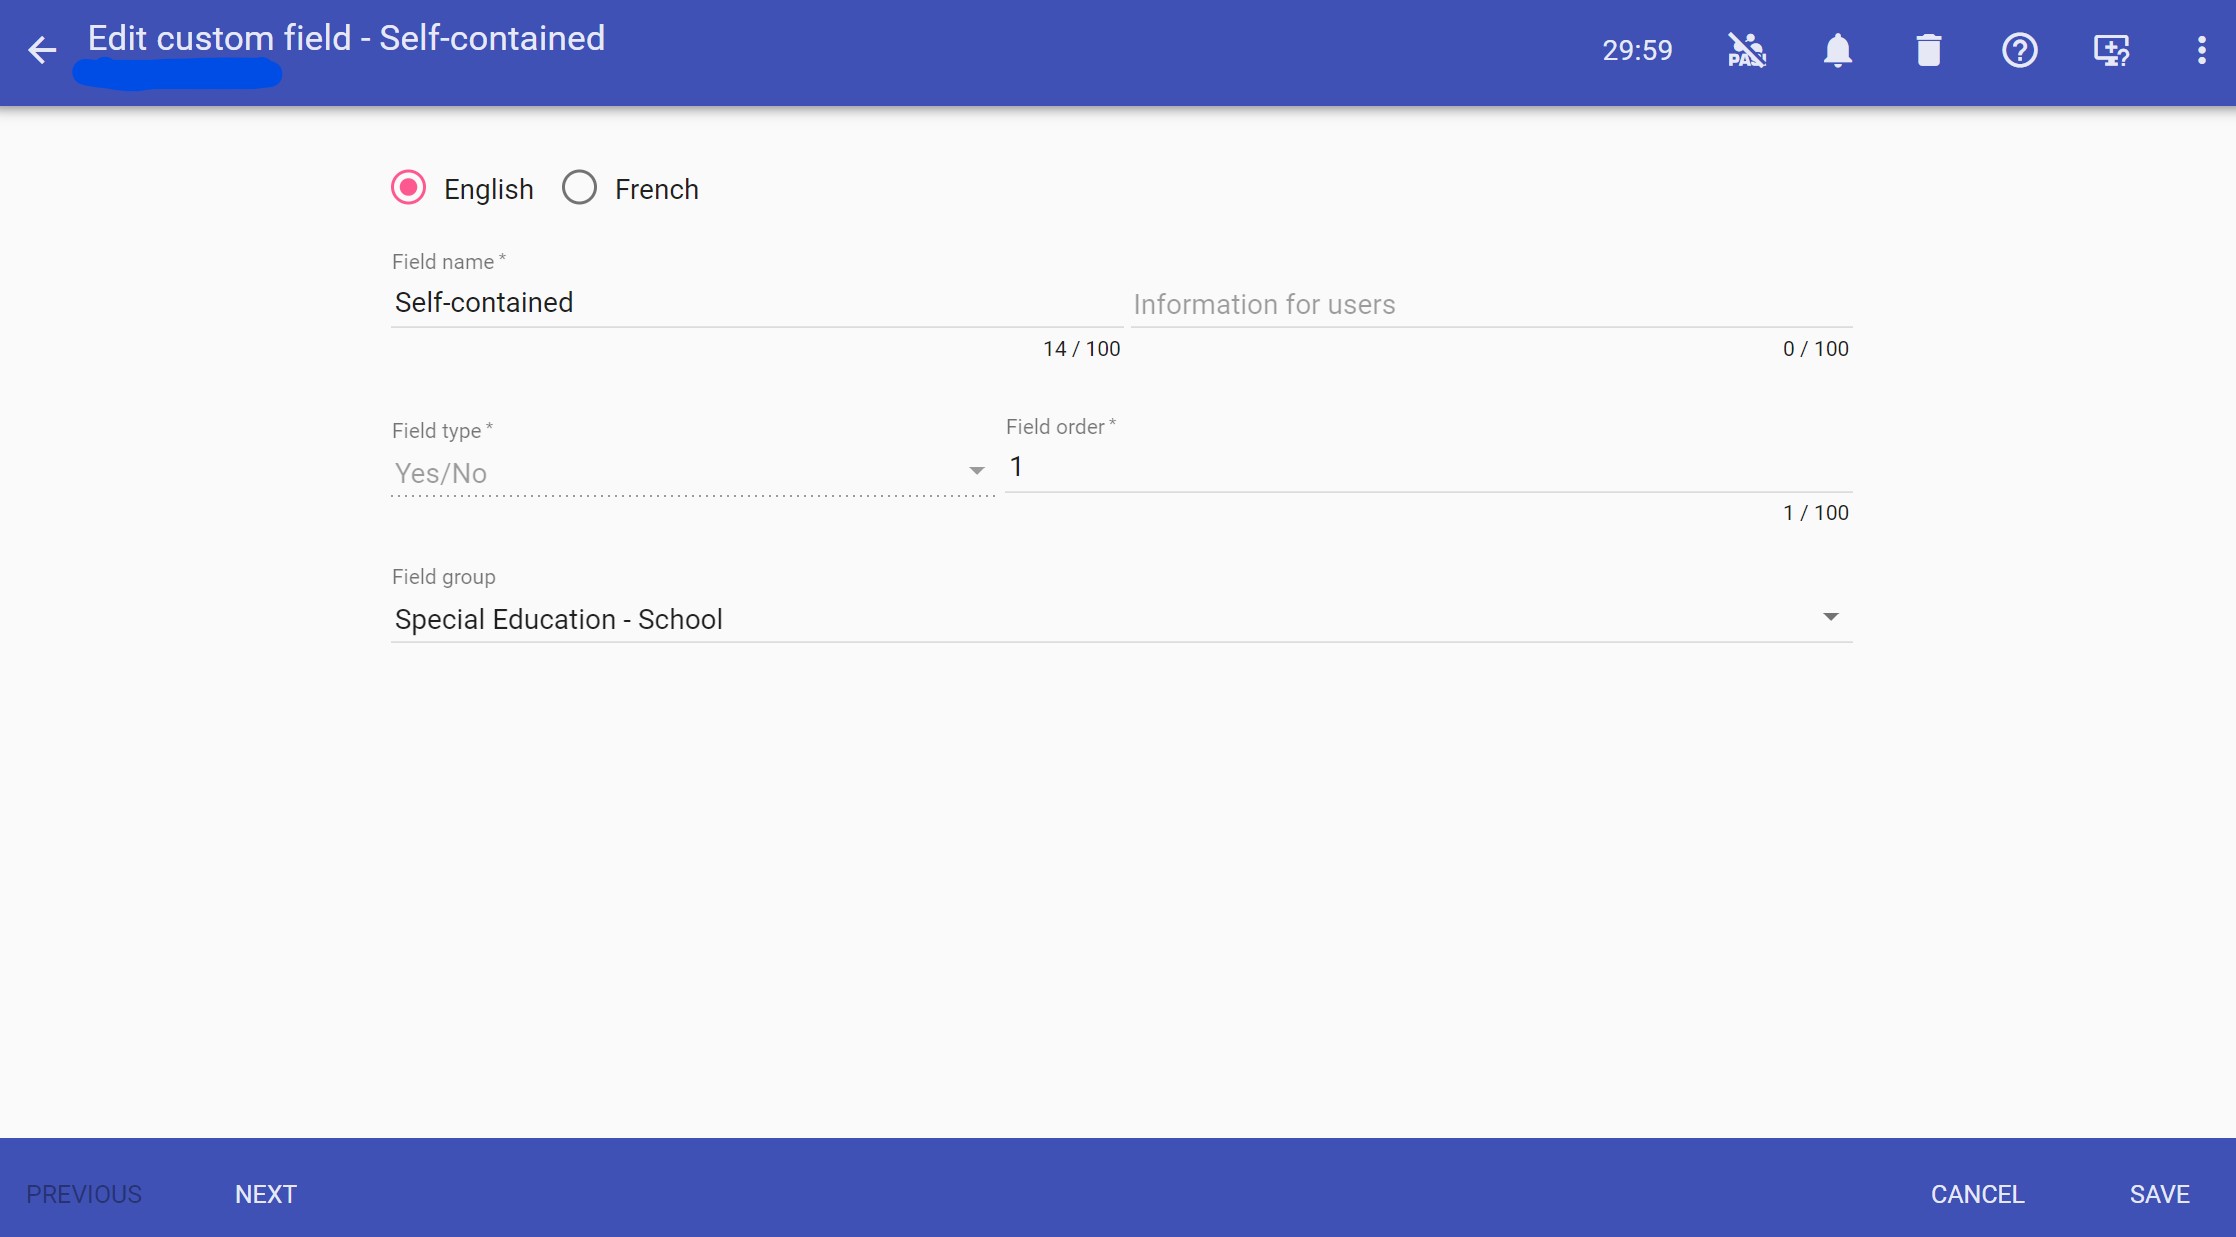 Edit custom field - Self-contained
29:59
English French
Field name *
Self-contained
Information for users
14 / 100
0 / 100
Field type *
Field order *
Yes/No
1
1 / 100
Field group
Special Education - School
PREVIOUS NEXT CANCEL SAVE